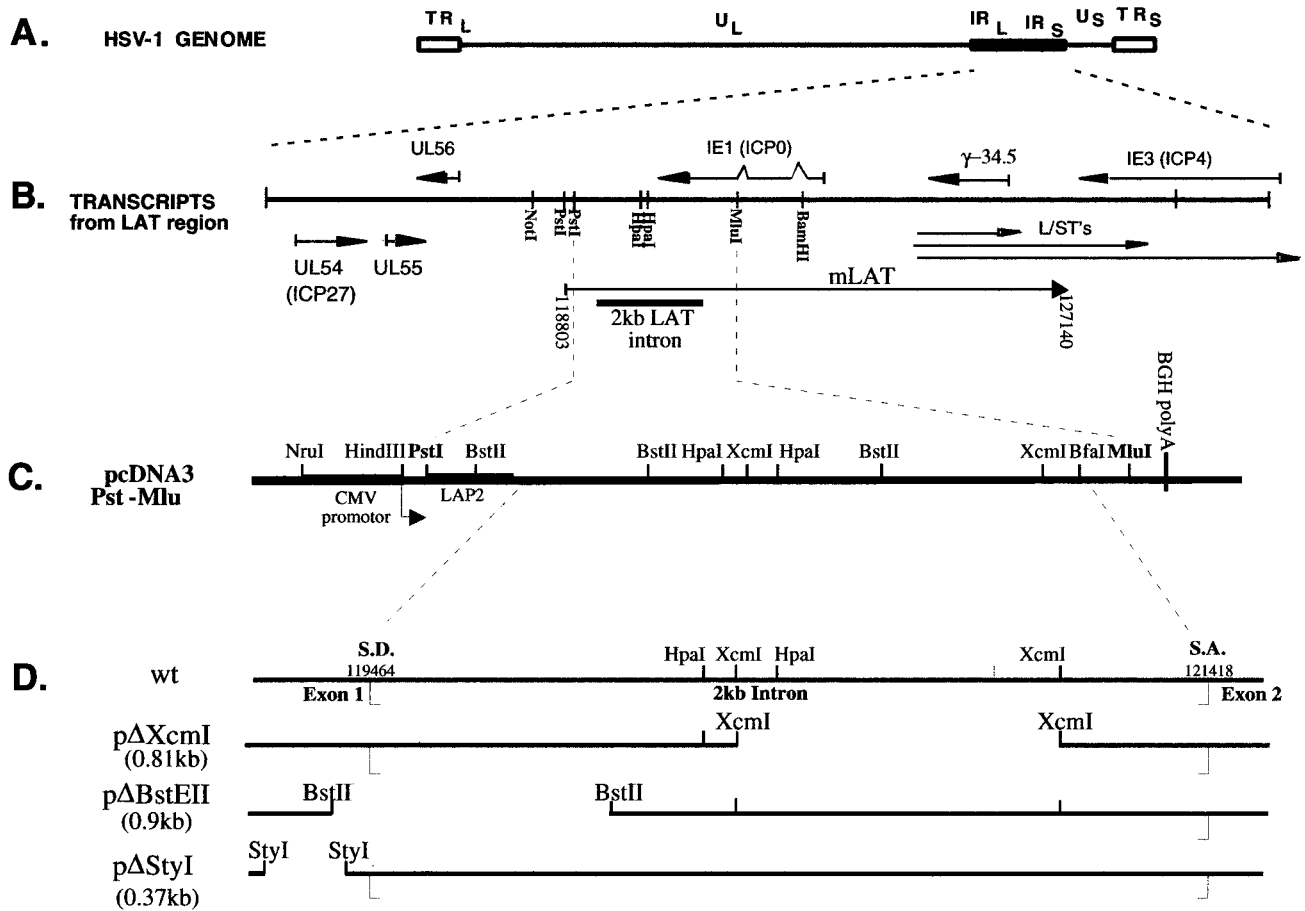 A. HSV-1 GENOME
TR L U L IR L IR S U S TR S
B. TRANSCRIPTS
from LAT region
UL56 IE1 (ICP0) γ-34.5 IE3 (ICP4)
NotI PstI PstI HpaI HpaI MluI BamHI
UL54
(ICP27)
UL55
L/ST's
mLAT
118803
127140
2kb LAT
intron
BGH polyA
C. pcDNA3
Pst -Mlu
NruI HindIII PstI BstII BstII HpaI XcmI HpaI BstII XcmI BfaI MluI
CMV
promotor
LAP2
D. wt
S.D.
119464
HpaI XcmI HpaI XcmI
S.A.
121418
Exon 1 2kb Intron Exon 2
pΔXcmI
(0.81kb)
XcmI XcmI
pΔBstEII
(0.9kb)
BstII BstII
pΔStyI
(0.37kb)
StyI StyI